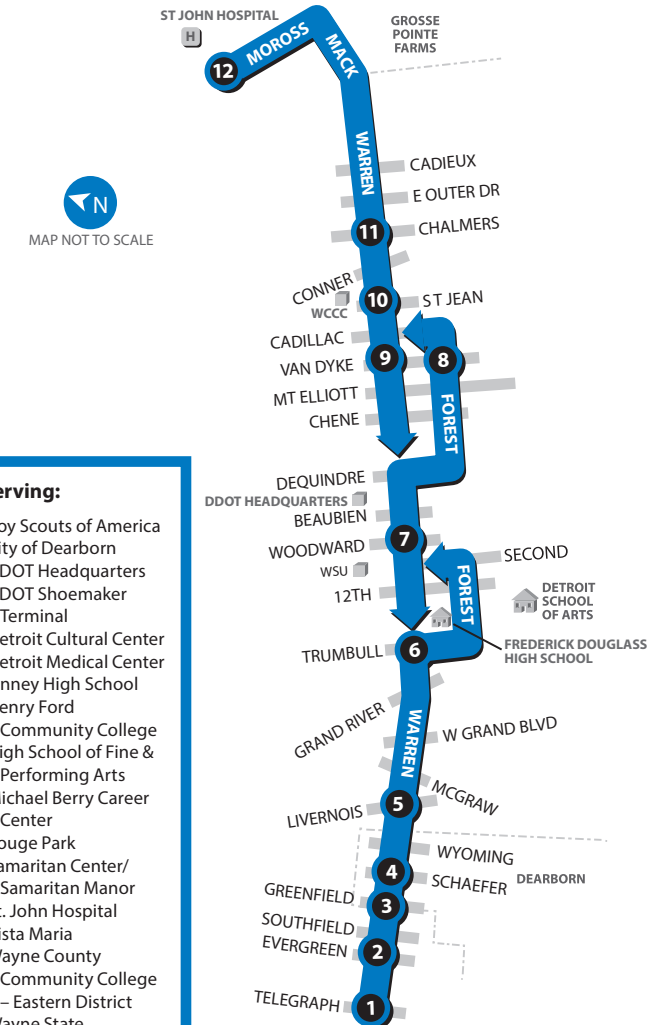 ST JOHN HOSPITAL
H
GROSSE
POINTE
FARMS
12
MOROSS
MACK
WARREN
CADIEUX
E OUTER DR
CHALMERS
11
N
MAP NOT TO SCALE
CONNER
10
ST JEAN
WCCC
CADILLAC
9
8
VAN DYKE
MT ELLIOTT
CHENE
FOREST
DEQUINDRE
DDOT HEADQUARTERS
BEAUBIEN
WOODWARD
7
SECOND
WSU
12TH
FOREST
DETROIT
SCHOOL
OF ARTS
FREDERICK DOUGLASS
HIGH SCHOOL
TRUMBULL
6
GRAND RIVER
WARREN
W GRAND BLVD
MCGRAW
LIVERNOIS
5
WYOMING
4
SCHAEFER
DEARBORN
GREENFIELD
3
SOUTHFIELD
EVERGREEN
2
TELEGRAPH
1
erving:
oy Scouts of America
ity of Dearborn
DOT Headquarters
DOT Shoemaker
Terminal
etroit Cultural Center
etroit Medical Center
nney High School
enry Ford
Community College
igh School of Fine &
Performing Arts
ichael Berry Career
Center
ouge Park
amaritan Center/
Samaritan Manor
t. John Hospital
ista Maria
ayne County
Community College
– Eastern District
ayne State